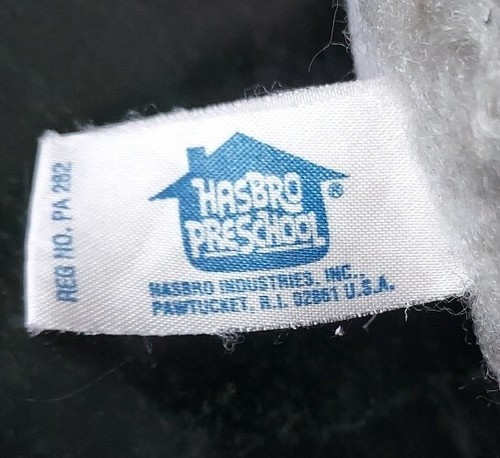 REG NO. PA 282
HASBRO
®
PRESCHOOL
HASBRO INDUSTRIES, INC.,
PAWTUCKET, R.I. 02861 U.S.A.